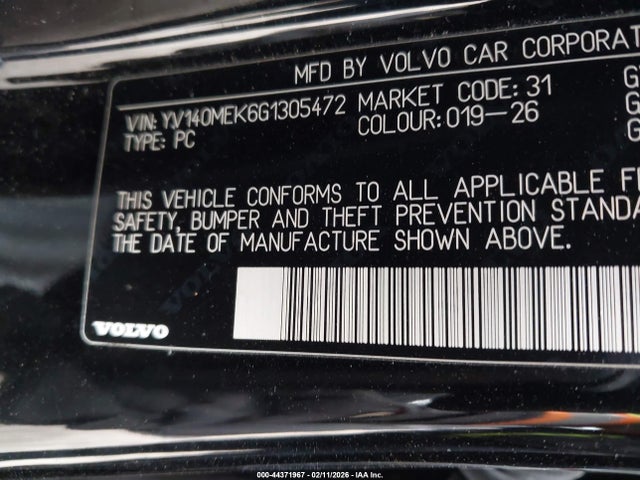 MFD BY VOLVO CAR CORPORAT
VIN: YV140MEK6G1305472 MARKET CODE: 31
TYPE: PC COLOUR: 019-26
THIS VEHICLE CONFORMS TO ALL APPLICABLE F
SAFETY, BUMPER AND THEFT PREVENTION STANDA
THE DATE OF MANUFACTURE SHOWN ABOVE.
VOLVO
000-44371967 - 02/11/2026 - IAA Inc.